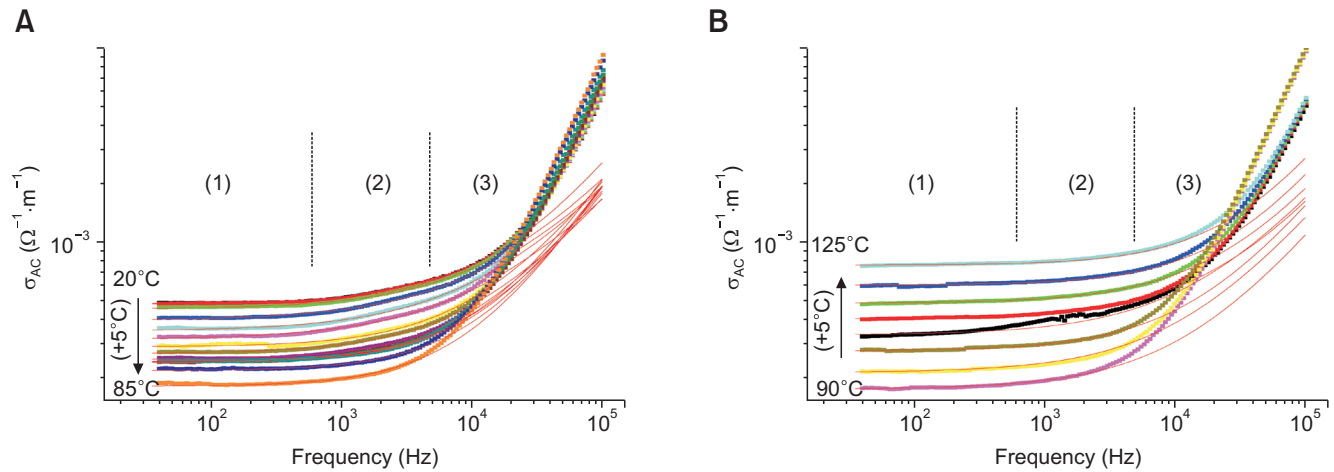 A
σAC (Ω−1·m−1)
10−3
(1)
(2)
(3)
20°C
(+5°C)
85°C
10²
10³
10⁴
10⁵
Frequency (Hz)
B
σAC (Ω−1·m−1)
10−3
(1)
(2)
(3)
125°C
(+5°C)
90°C
10²
10³
10⁴
10⁵
Frequency (Hz)